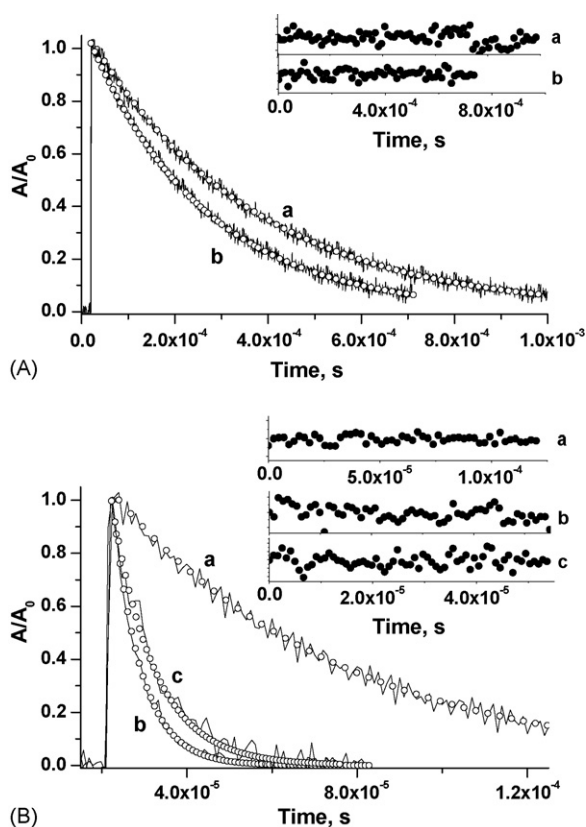 a
b
0.0 4.0x10⁻⁴ 8.0x10⁻⁴
Time, s
1.0
0.8
0.6
0.4
0.2
0.0
A/A₀
a
b
0.0 2.0x10⁻⁴ 4.0x10⁻⁴ 6.0x10⁻⁴ 8.0x10⁻⁴ 1.0x10⁻³
Time, s
(A)
a
0.0 5.0x10⁻⁵ 1.0x10⁻⁴
b
c
0.0 2.0x10⁻⁵ 4.0x10⁻⁵
Time, s
1.0
0.8
0.6
0.4
0.2
0.0
A/A₀
a
c
b
4.0x10⁻⁵ 8.0x10⁻⁵ 1.2x10⁻⁴
Time, s
(B)